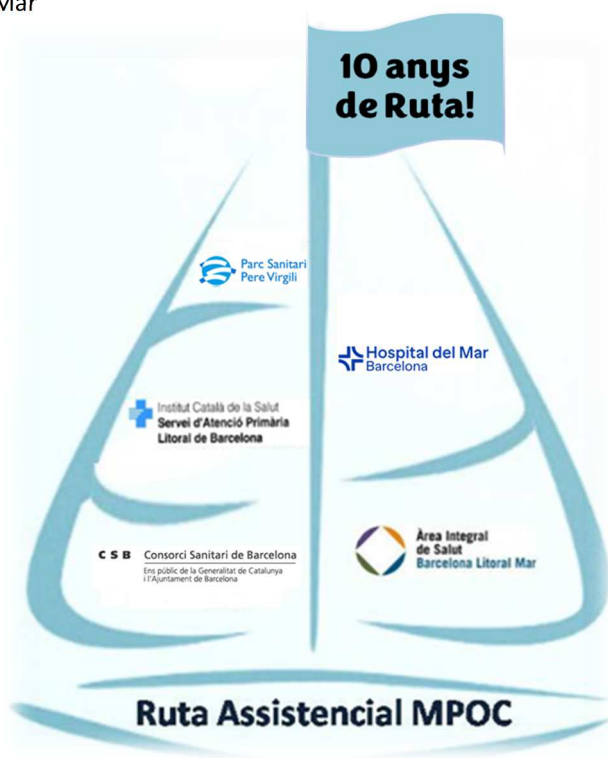 Mar
10 anys
de Ruta!
Parc Sanitari
Pere Virgili
Hospital del Mar
Barcelona
Institut Català de la Salut
Servei d'Atenció Primària
Litoral de Barcelona
Àrea Integral
de Salut
Barcelona Litoral Mar
CSB Consorci Sanitari de Barcelona
Ens públic de la Generalitat de Catalunya
i l'Ajuntament de Barcelona
Ruta Assistencial MPOC